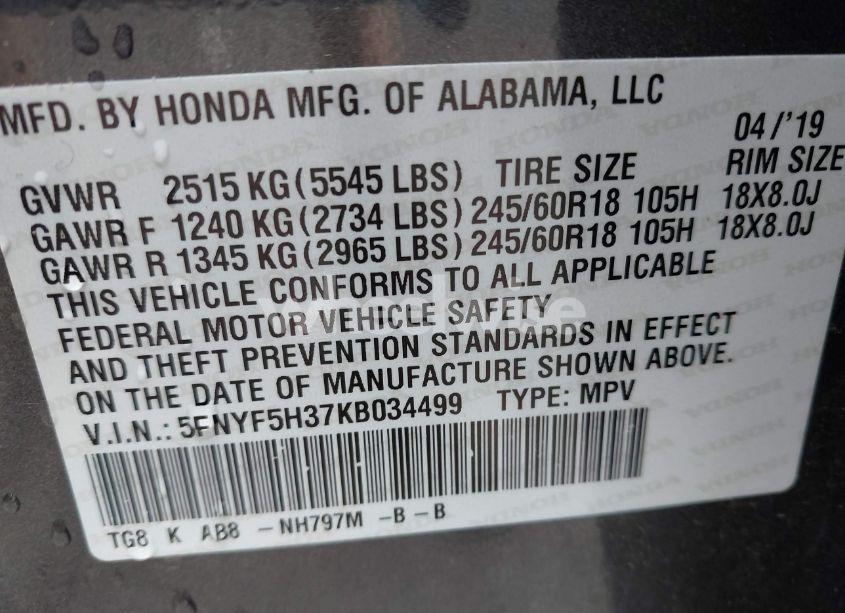 MFD. BY HONDA MFG. OF ALABAMA, LLC
04/'19
GVWR 2515 KG (5545 LBS) TIRE SIZE RIM SIZE
GAWR F 1240 KG (2734 LBS) 245/60R18 105H 18X8.0J
GAWR R 1345 KG (2965 LBS) 245/60R18 105H 18X8.0J
THIS VEHICLE CONFORMS TO ALL APPLICABLE
FEDERAL MOTOR VEHICLE SAFETY
AND THEFT PREVENTION STANDARDS IN EFFECT
ON THE DATE OF MANUFACTURE SHOWN ABOVE.
V.I.N.: 5FNYF5H37KB034499 TYPE: MPV
TG8 K AB8 -NH797M -B -B